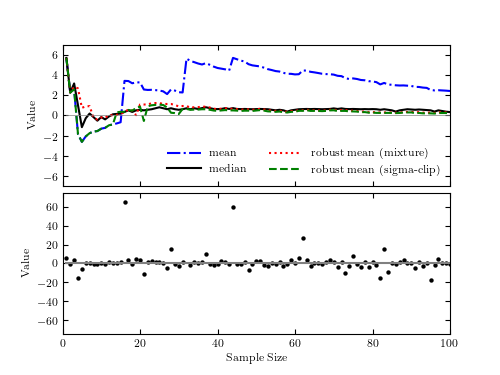 6
4
2
0
−2
−4
−6
Value
mean
median
robust mean (mixture)
robust mean (sigma-clip)
60
40
20
0
−20
−40
−60
Value
0 20 40 60 80 100
Sample Size